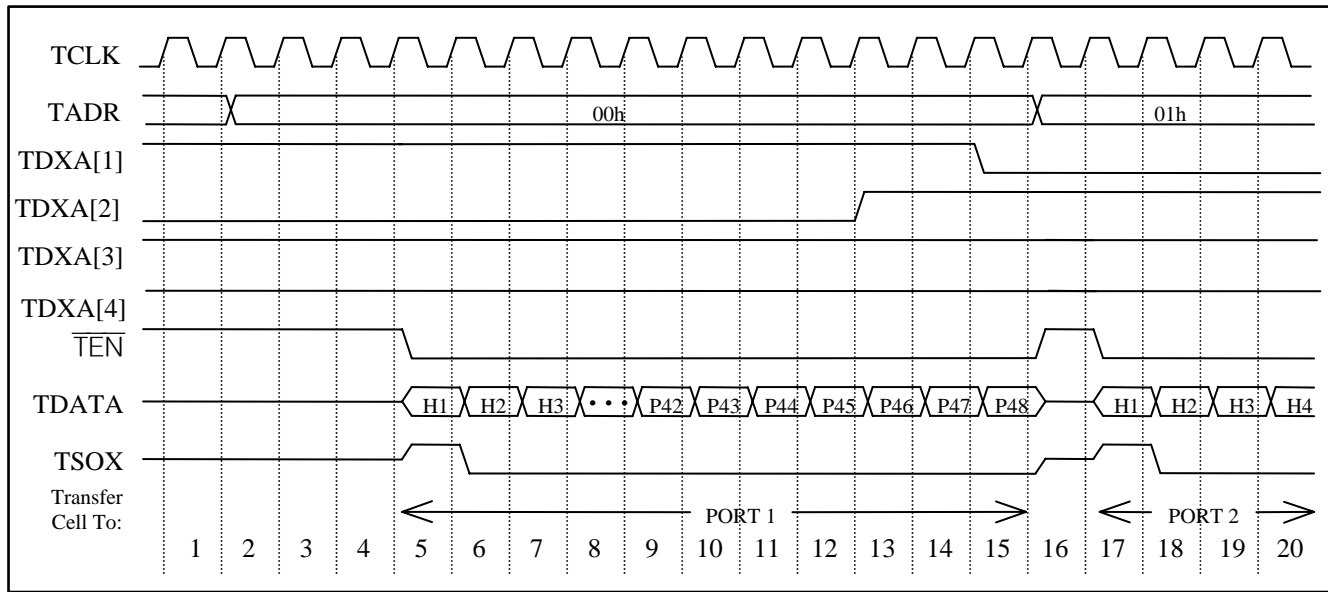 TCLK
TADR 00h 01h
TDXA[1]
TDXA[2]
TDXA[3]
TDXA[4]
TEN
TDATA H1 H2 H3 • • • P42 P43 P44 P45 P46 P47 P48 H1 H2 H3 H4
TSOX
Transfer
Cell To: PORT 1 PORT 2
1 2 3 4 5 6 7 8 9 10 11 12 13 14 15 16 17 18 19 20